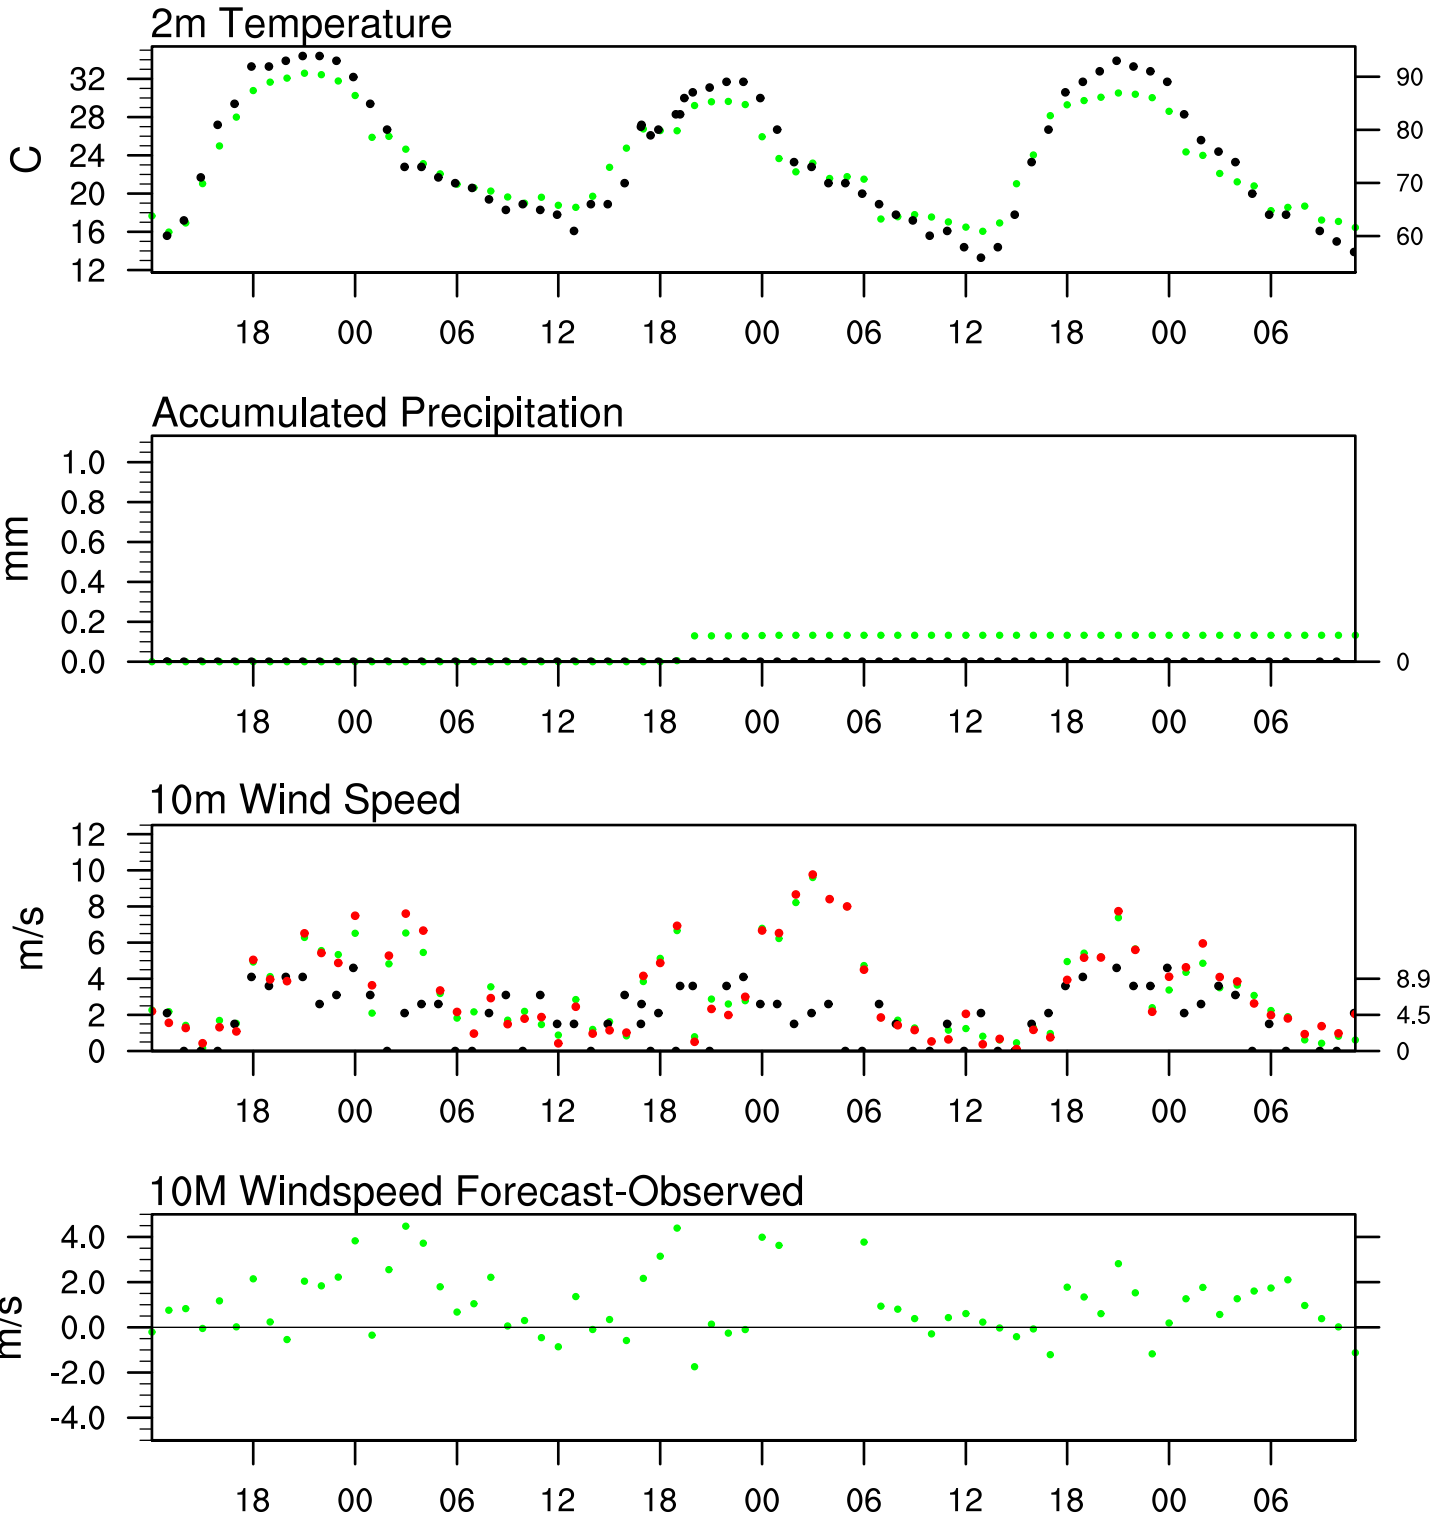 2m Temperature
C
32
28
24
20
16
12
90
80
70
60
18 00 06 12 18 00 06 12 18 00 06
Accumulated Precipitation
mm
1.0
0.8
0.6
0.4
0.2
0.0
0
18 00 06 12 18 00 06 12 18 00 06
10m Wind Speed
m/s
12
10
8
6
4
2
0
8.9
4.5
0
18 00 06 12 18 00 06 12 18 00 06
10M Windspeed Forecast-Observed
m/s
4.0
2.0
0.0
-2.0
-4.0
18 00 06 12 18 00 06 12 18 00 06